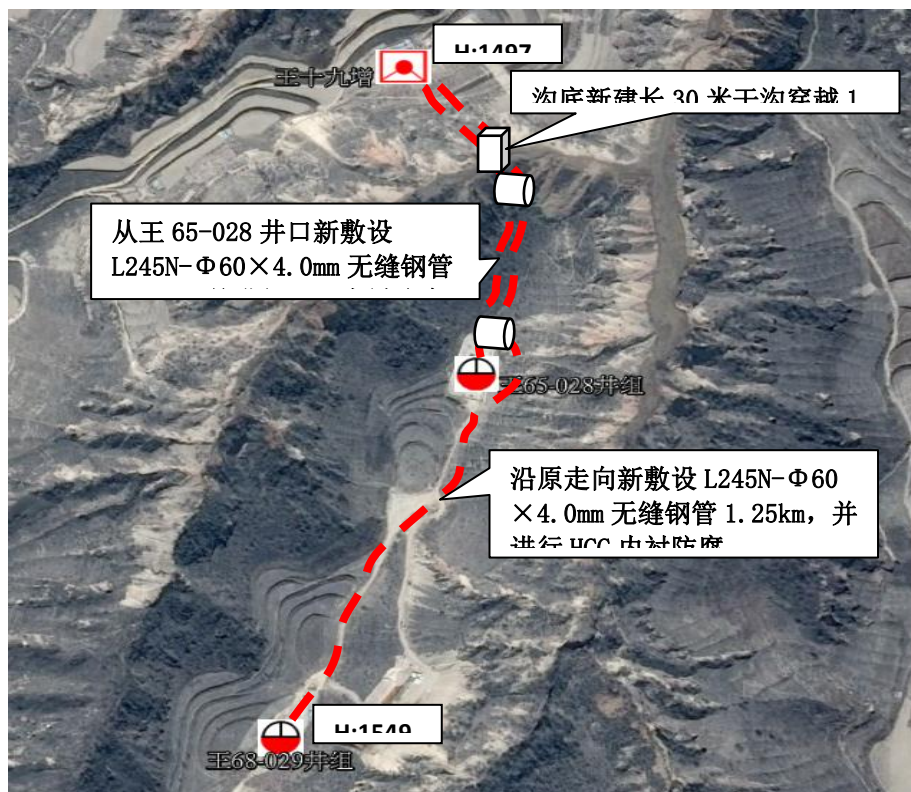 H:1497
王十九增
沟底新建长 30 米干沟穿越 1
从王 65-028 井口新敷设
L245N-Φ60×4.0mm 无缝钢管
王65-028井组
沿原走向新敷设 L245N-Φ60
×4.0mm 无缝钢管 1.25km，并
进行 HCC 内衬防腐
H:1549
王68-029井组